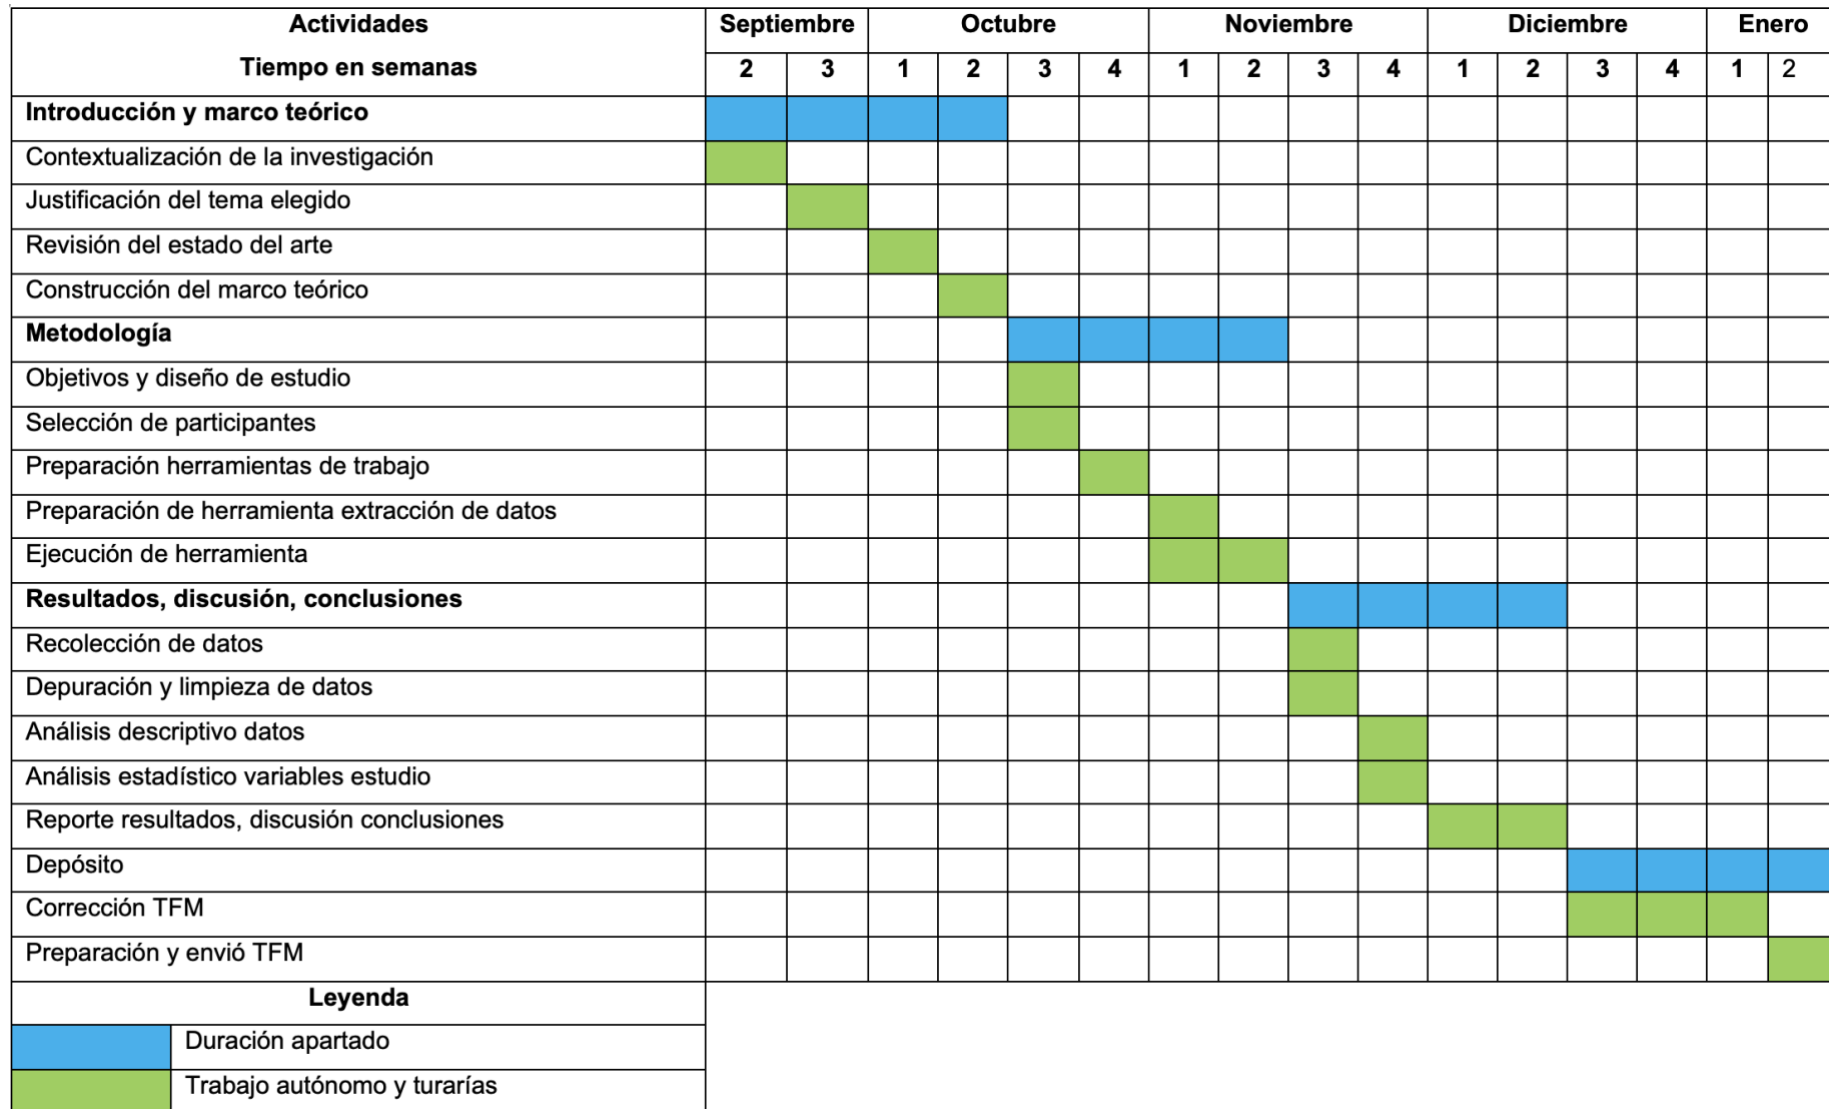 Actividades Septiembre Octubre Noviembre Diciembre Enero
Tiempo en semanas 2 3 1 2 3 4 1 2 3 4 1 2 3 4 1 2
Introducción y marco teórico
Contextualización de la investigación
Justificación del tema elegido
Revisión del estado del arte
Construcción del marco teórico
Metodología
Objetivos y diseño de estudio
Selección de participantes
Preparación herramientas de trabajo
Preparación de herramienta extracción de datos
Ejecución de herramienta
Resultados, discusión, conclusiones
Recolección de datos
Depuración y limpieza de datos
Análisis descriptivo datos
Análisis estadístico variables estudio
Reporte resultados, discusión conclusiones
Depósito
Corrección TFM
Preparación y envió TFM
Leyenda
Duración apartado
Trabajo autónomo y turarías